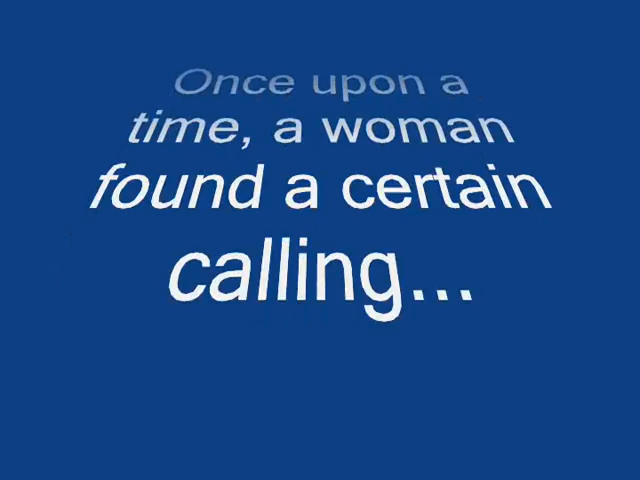 Once upon a
time, a woman
found a certain
calling...